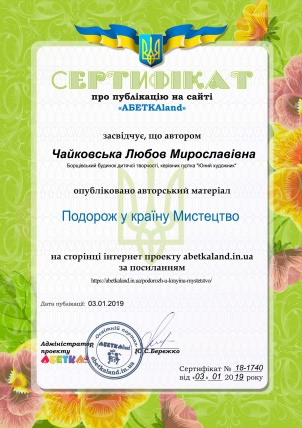 СЕРТИФІКАТ
про публікацію на сайті
«АБЕТКАland»
засвідчує, що автором
Чайковська Любов Мирославівна
Борщівський будинок дитячої творчості, керівник гуртка "Юний художник"
опубліковано авторський матеріал
Подорож у країну Мистецтво
на сторінці інтернет проекту abetkaland.in.ua
за посиланням
https://abetkaland.in.ua/podorozh-u-krayinu-mystetstvo/
Дата публікації: 03.01.2019
Адміністратор
проекту
АБЕТКА
АБЕТКАland
abetkaland.in.ua
Ю.С.Бережко
Сертифікат № 18-1740
від «03» 01 2019 року